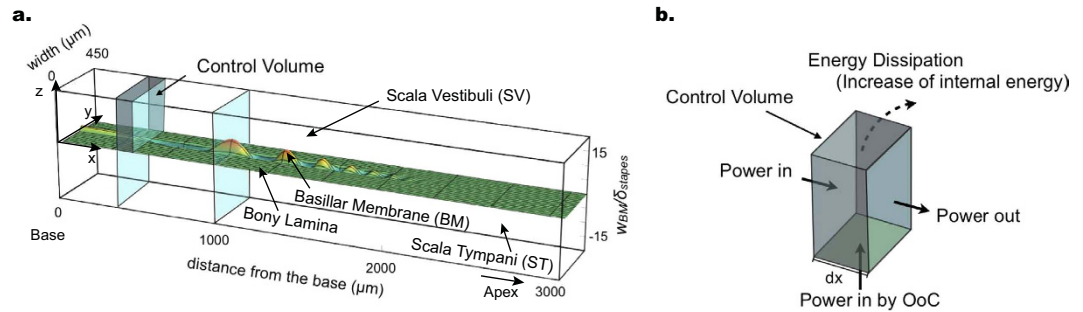 a.
width (μm)
450
0
z
y
x
Control Volume
Scala Vestibuli (SV)
15
w_BM/δ_stapes
-15
Basillar Membrane (BM)
Bony Lamina
Scala Tympani (ST)
0
Base
1000
distance from the base (μm)
2000
Apex
3000
b.
Energy Dissipation
(Increase of internal energy)
Control Volume
Power in
Power out
dx
Power in by OoC